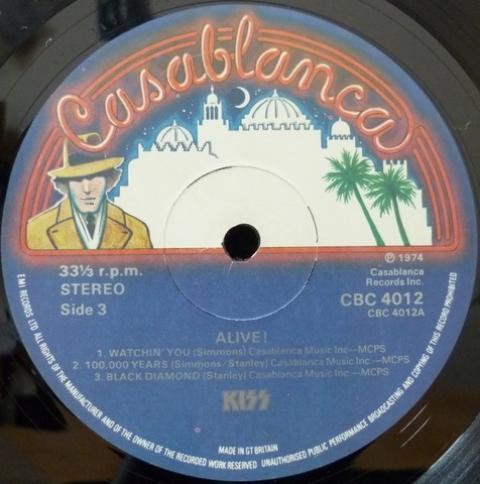 Casablanca
33⅓ r.p.m.
STEREO
Side 3
℗ 1974
Casablanca
Records Inc.
CBC 4012
CBC 4012A
ALIVE!
1. WATCHIN' YOU (Simmons) Casablanca Music Inc—MCPS
2. 100,000 YEARS (Simmons/Stanley) Casablanca Music Inc—MCPS
3. BLACK DIAMOND (Stanley) Casablanca Music Inc—MCPS
KISS
MADE IN GT BRITAIN
EMI RECORDS LTD ALL RIGHTS OF THE MANUFACTURER AND OF THE OWNER OF THE RECORDED WORK RESERVED UNAUTHORISED PUBLIC PERFORMANCE BROADCASTING AND COPYING OF THIS RECORD PROHIBITED